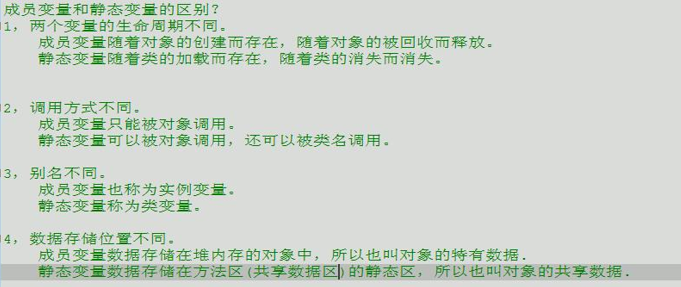 成员变量和静态变量的区别?
1, 两个变量的生命周期不同。
成员变量随着对象的创建而存在, 随着对象的被回收而释放。
静态变量随着类的加载而存在, 随着类的消失而消失。
2, 调用方式不同。
成员变量只能被对象调用。
静态变量可以被对象调用, 还可以被类名调用。
3, 别名不同。
成员变量也称为实例变量。
静态变量称为类变量。
4, 数据存储位置不同。
成员变量数据存储在堆内存的对象中, 所以也叫对象的特有数据.
静态变量数据存储在方法区(共享数据区)的静态区, 所以也叫对象的共享数据.